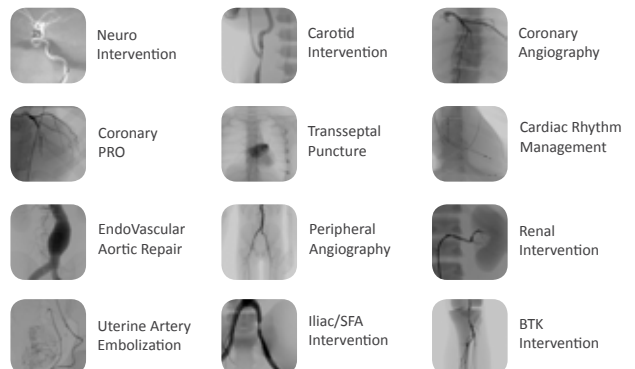 Neuro
Intervention
Carotid
Intervention
Coronary
Angiography
Coronary
PRO
Transseptal
Puncture
Cardiac Rhythm
Management
EndoVascular
Aortic Repair
Peripheral
Angiography
Renal
Intervention
Uterine Artery
Embolization
Iliac/SFA
Intervention
BTK
Intervention